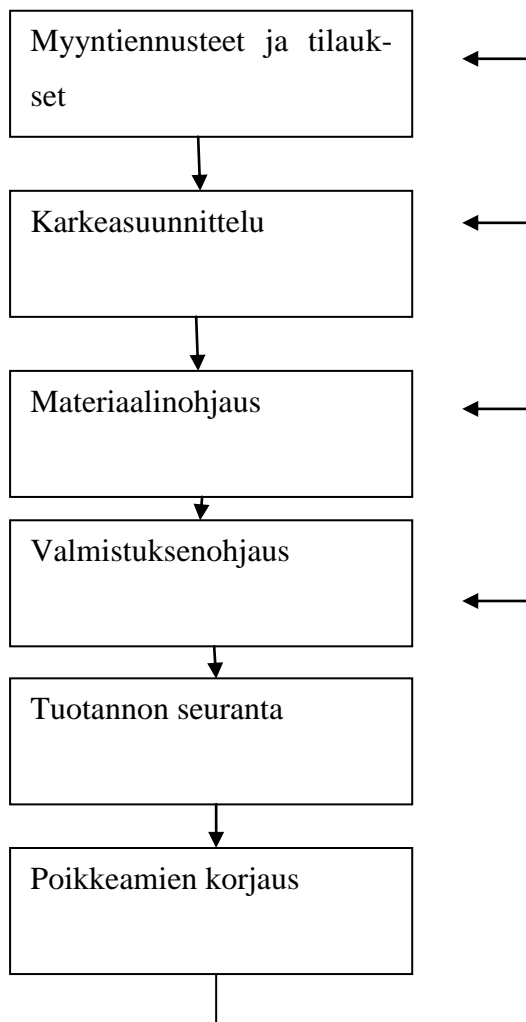 Myyntiennusteet ja tilauk-
set
Karkeasuunnittelu
Materiaalinohjaus
Valmistuksenohjaus
Tuotannon seuranta
Poikkeamien korjaus